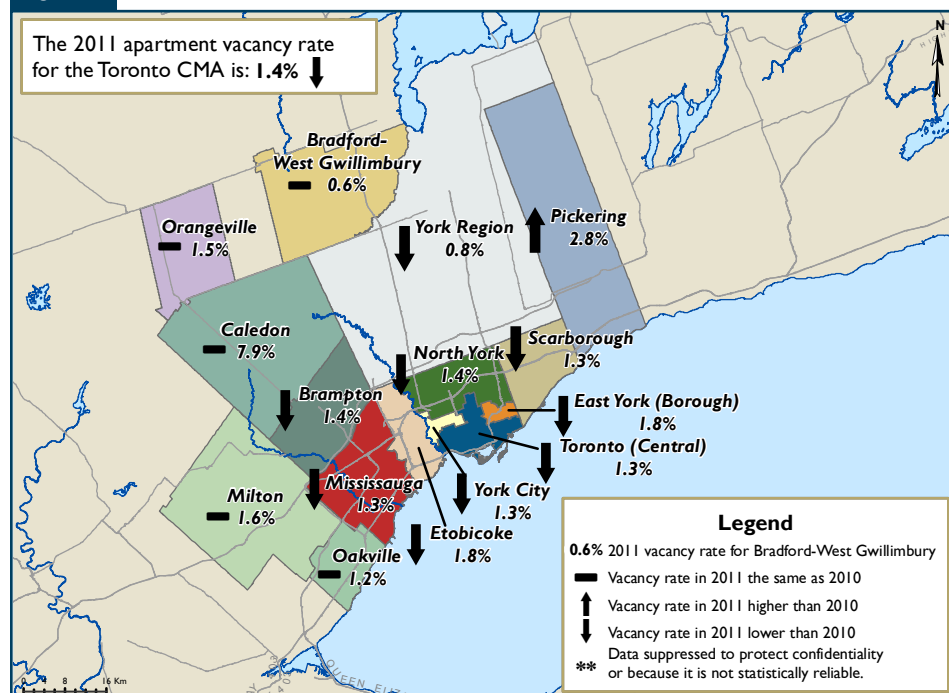 The 2011 apartment vacancy rate
for the Toronto CMA is: 1.4%
N
Bradford-
West Gwillimbury
0.6%
Orangeville
1.5%
York Region
0.8%
Pickering
2.8%
Caledon
7.9%
North York
1.4%
Scarborough
1.3%
Brampton
1.4%
East York (Borough)
1.8%
Toronto (Central)
1.3%
Mississauga
1.3%
York City
1.3%
Milton
1.6%
Etobicoke
1.8%
Oakville
1.2%
Legend
0.6% 2011 vacancy rate for Bradford-West Gwillimbury
Vacancy rate in 2011 the same as 2010
Vacancy rate in 2011 higher than 2010
Vacancy rate in 2011 lower than 2010
** Data suppressed to protect confidentiality
or because it is not statistically reliable.
0 4 8 16 Km